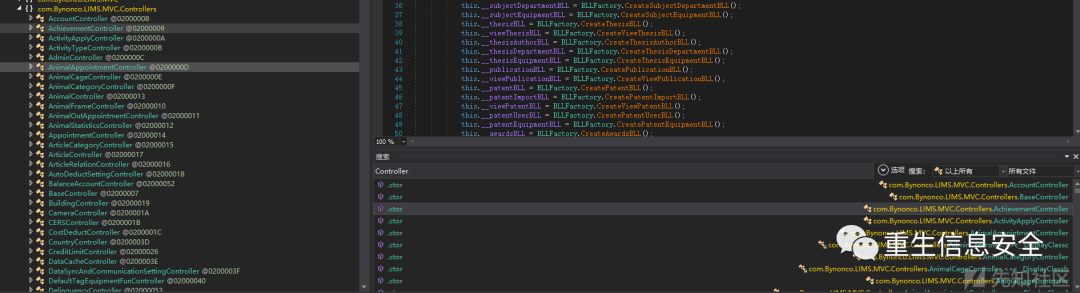 com.Bynonco.LIMS.MVC
{ } com.Bynonco.LIMS.MVC.Controllers
AccountController @02000008
AchievementController @02000009
ActivityApplyController @0200000A
ActivityTypeController @0200000B
AdminController @0200000C
AnimalAppointmentController @0200000D
AnimalCageController @0200000E
AnimalCategoryController @0200000F
AnimalController @02000013
AnimalFrameController @02000010
AnimalOutAppointmentController @02000011
AnimalStatisticsController @02000012
AppointmentController @02000014
ArticleCategoryController @02000015
ArticleController @02000017
ArticleRelationController @02000016
AutoDeductSettingController @02000018
BalanceAccountController @02000052
BaseController @02000007
BuildingController @02000019
CameraController @0200001A
CERSController @0200001B
CostDeductController @0200001C
CountryController @0200003D
CreditLimitController @02000026
DataCacheController @0200003E
DataSyncAndCommunicationSettingController @0200003F
DefaultTagEquipmentFunController @02000040
DelinquencyController @02000053
36 this.__subjectDepartmentBLL = BLLFactory.CreateSubjectDepartmentBLL();
37 this.__subjectEquipmentBLL = BLLFactory.CreateSubjectEquipmentBLL();
38 this.__thesisBLL = BLLFactory.CreateThesisBLL();
39 this.__viewThesisBLL = BLLFactory.CreateViewThesisBLL();
40 this.__thesisAuthorBLL = BLLFactory.CreateThesisAuthorBLL();
41 this.__thesisDepartmentBLL = BLLFactory.CreateThesisDepartmentBLL();
42 this.__thesisEquipmentBLL = BLLFactory.CreateThesisEquipmentBLL();
43 this.__publicationBLL = BLLFactory.CreatePublicationBLL();
44 this.__viewPublicationBLL = BLLFactory.CreateViewPublicationBLL();
45 this.__patentBLL = BLLFactory.CreatePatentBLL();
46 this.__patentImportBLL = BLLFactory.CreatePatentImportBLL();
47 this.__viewPatentBLL = BLLFactory.CreateViewPatentBLL();
48 this.__patentUserBLL = BLLFactory.CreatePatentUserBLL();
49 this.__patentEquipmentBLL = BLLFactory.CreatePatentEquipmentBLL();
50 this.__awardsBLL = BLLFactory.CreateAwardsBLL();
100 %
搜索
Controller 选项 搜索: 以上所有 所有文件
.ctor com.Bynonco.LIMS.MVC.Controllers.AccountController
.ctor com.Bynonco.LIMS.MVC.Controllers.BaseController
.ctor com.Bynonco.LIMS.MVC.Controllers.AchievementController
.ctor com.Bynonco.LIMS.MVC.Controllers.ActivityApplyController
.ctor
.ctor
.ctor com.Bynonco.LIMS.MVC.Controllers.AnimalCategoryController
.ctor com.Bynonco.LIMS.MVC.Controllers.AnimalCageController
.ctor com.Bynonco.LIMS.MVC.Controllers
重生信息安全
先知社区